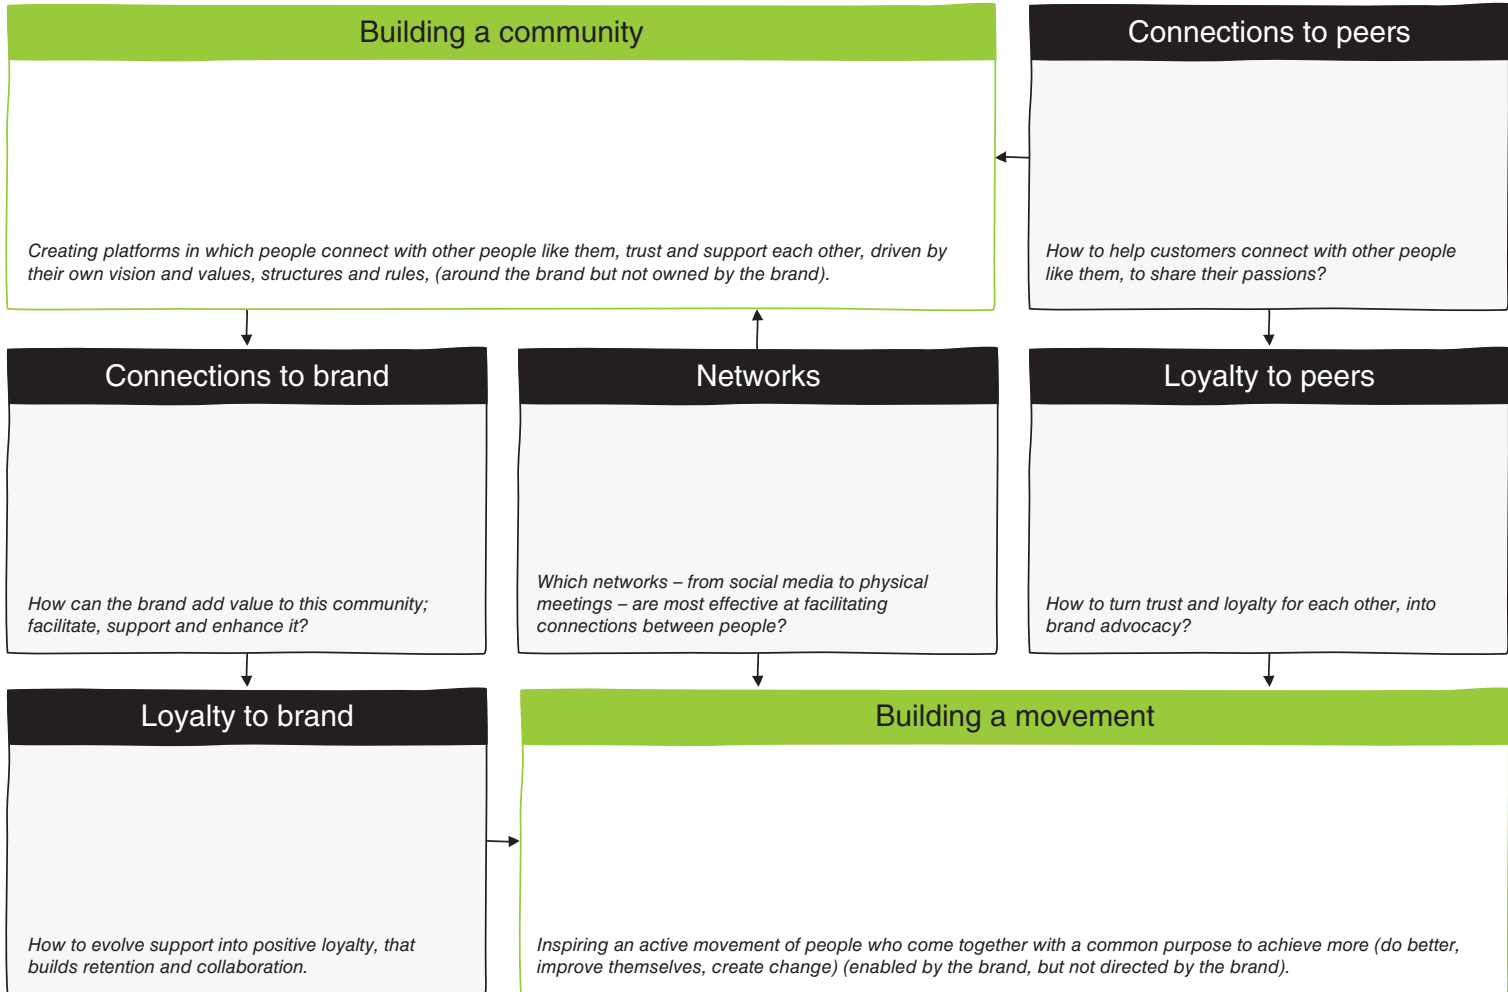 Building a community
Creating platforms in which people connect with other people like them, trust and support each other, driven by
their own vision and values, structures and rules, (around the brand but not owned by the brand).
Connections to peers
How to help customers connect with other people
like them, to share their passions?
Connections to brand
How can the brand add value to this community;
facilitate, support and enhance it?
Networks
Which networks – from social media to physical
meetings – are most effective at facilitating
connections between people?
Loyalty to peers
How to turn trust and loyalty for each other, into
brand advocacy?
Loyalty to brand
How to evolve support into positive loyalty, that
builds retention and collaboration.
Building a movement
Inspiring an active movement of people who come together with a common purpose to achieve more (do better,
improve themselves, create change) (enabled by the brand, but not directed by the brand).